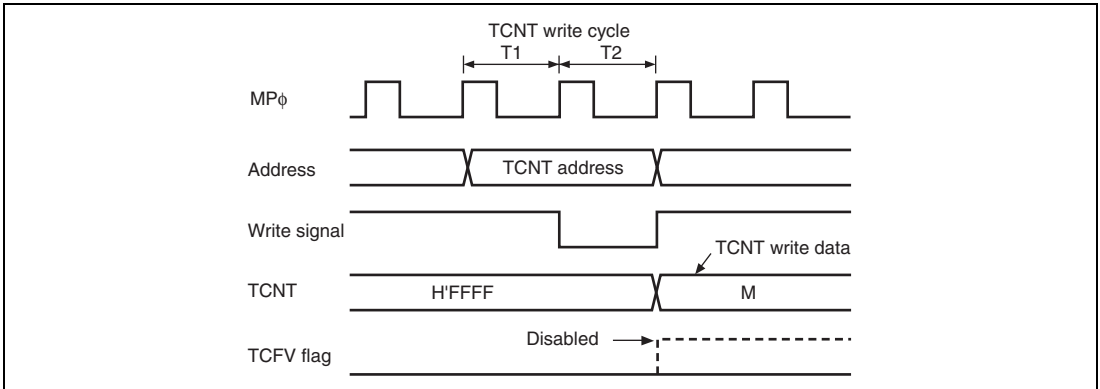 TCNT write cycle
T1 T2
MPφ
Address TCNT address
Write signal
TCNT write data
TCNT H'FFFF M
Disabled
TCFV flag